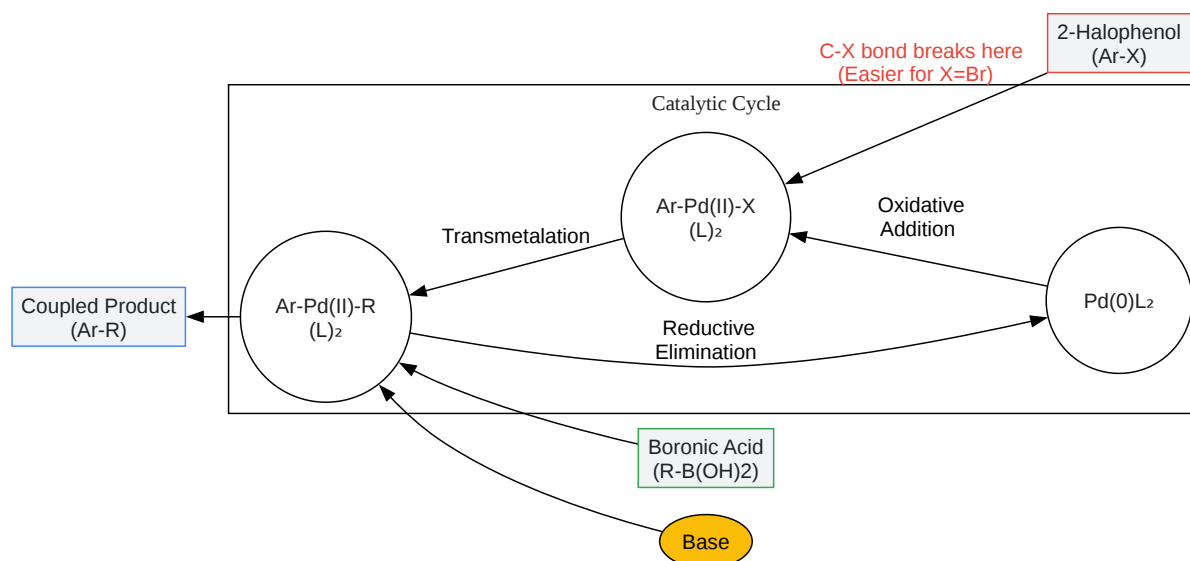 2-Halophenol
(Ar-X)
C-X bond breaks here
(Easier for X=Br)
Catalytic Cycle
Ar-Pd(II)-X
(L)₂
Oxidative
Addition
Transmetalation
Pd(0)L₂
Ar-Pd(II)-R
(L)₂
Coupled Product
(Ar-R)
Reductive
Elimination
Boronic Acid
(R-B(OH)2)
Base